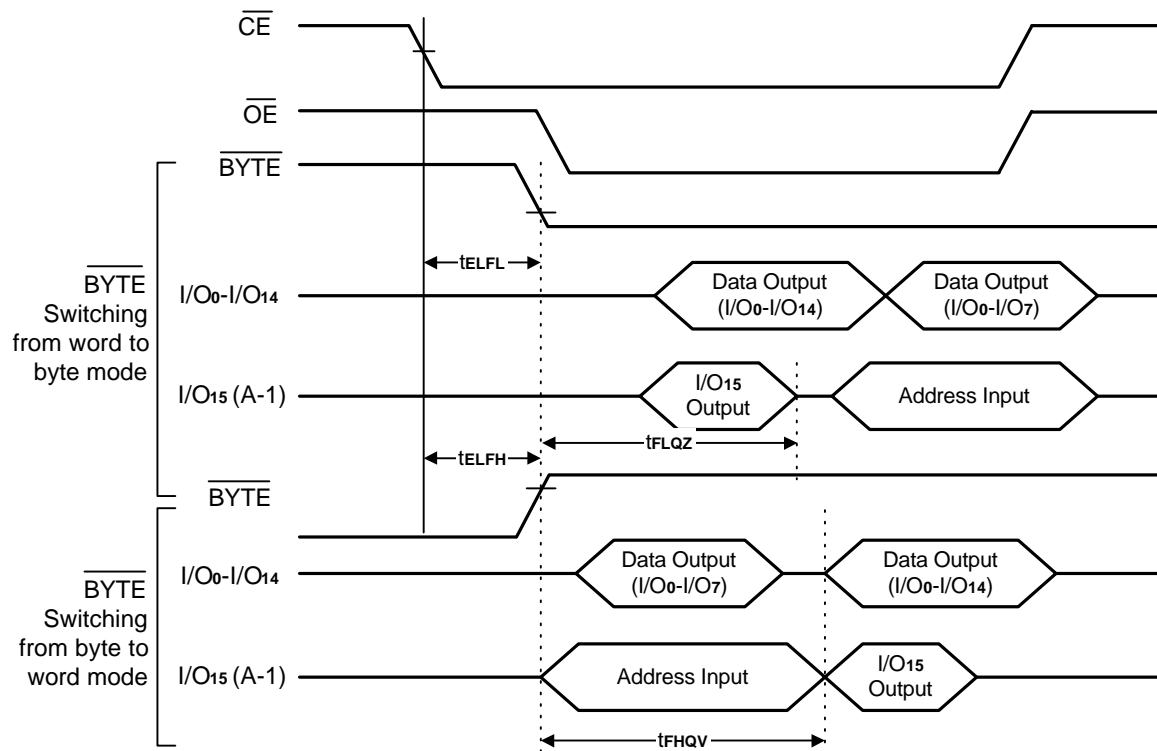 CE
OE
BYTE
tELFL
BYTE
Switching
from word to
byte mode
I/O0-I/O14
Data Output
(I/O0-I/O14)
Data Output
(I/O0-I/O7)
I/O15 (A-1)
I/O15
Output
Address Input
tELFH
tFLQZ
BYTE
BYTE
Switching
from byte to
word mode
I/O0-I/O14
Data Output
(I/O0-I/O7)
Data Output
(I/O0-I/O14)
I/O15 (A-1)
Address Input
I/O15
Output
tFHQV